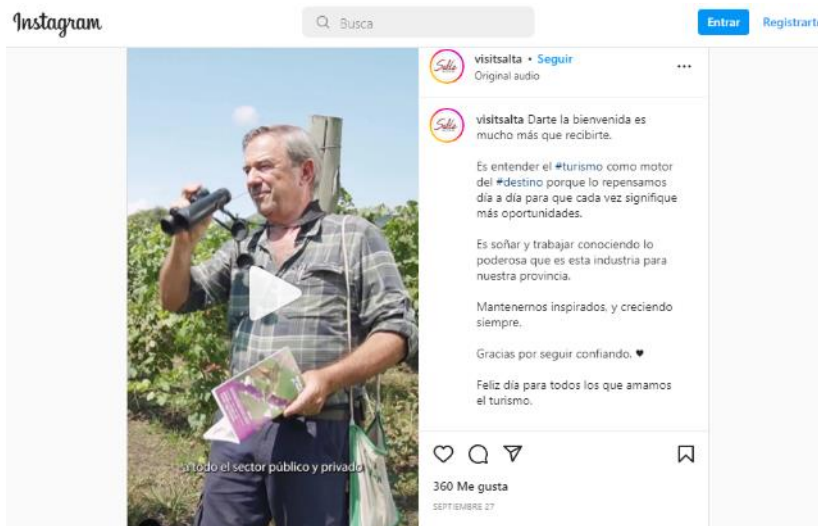 Instagram
Busca
Entrar
Registrarte
visitsalta • Seguir
Original audio
visitsalta Darte la bienvenida es
mucho más que recibirte.
Es entender el #turismo como motor
del #destino porque lo repensamos
día a día para que cada vez signifique
más oportunidades.
Es soñar y trabajar conociendo lo
poderosa que es esta industria para
nuestra provincia.
Mantenernos inspirados, y creciendo
siempre.
Gracias por seguir confiando. ♥
Feliz día para todos los que amamos
el turismo.
a todo el sector público y privado
360 Me gusta
SEPTIEMBRE 27